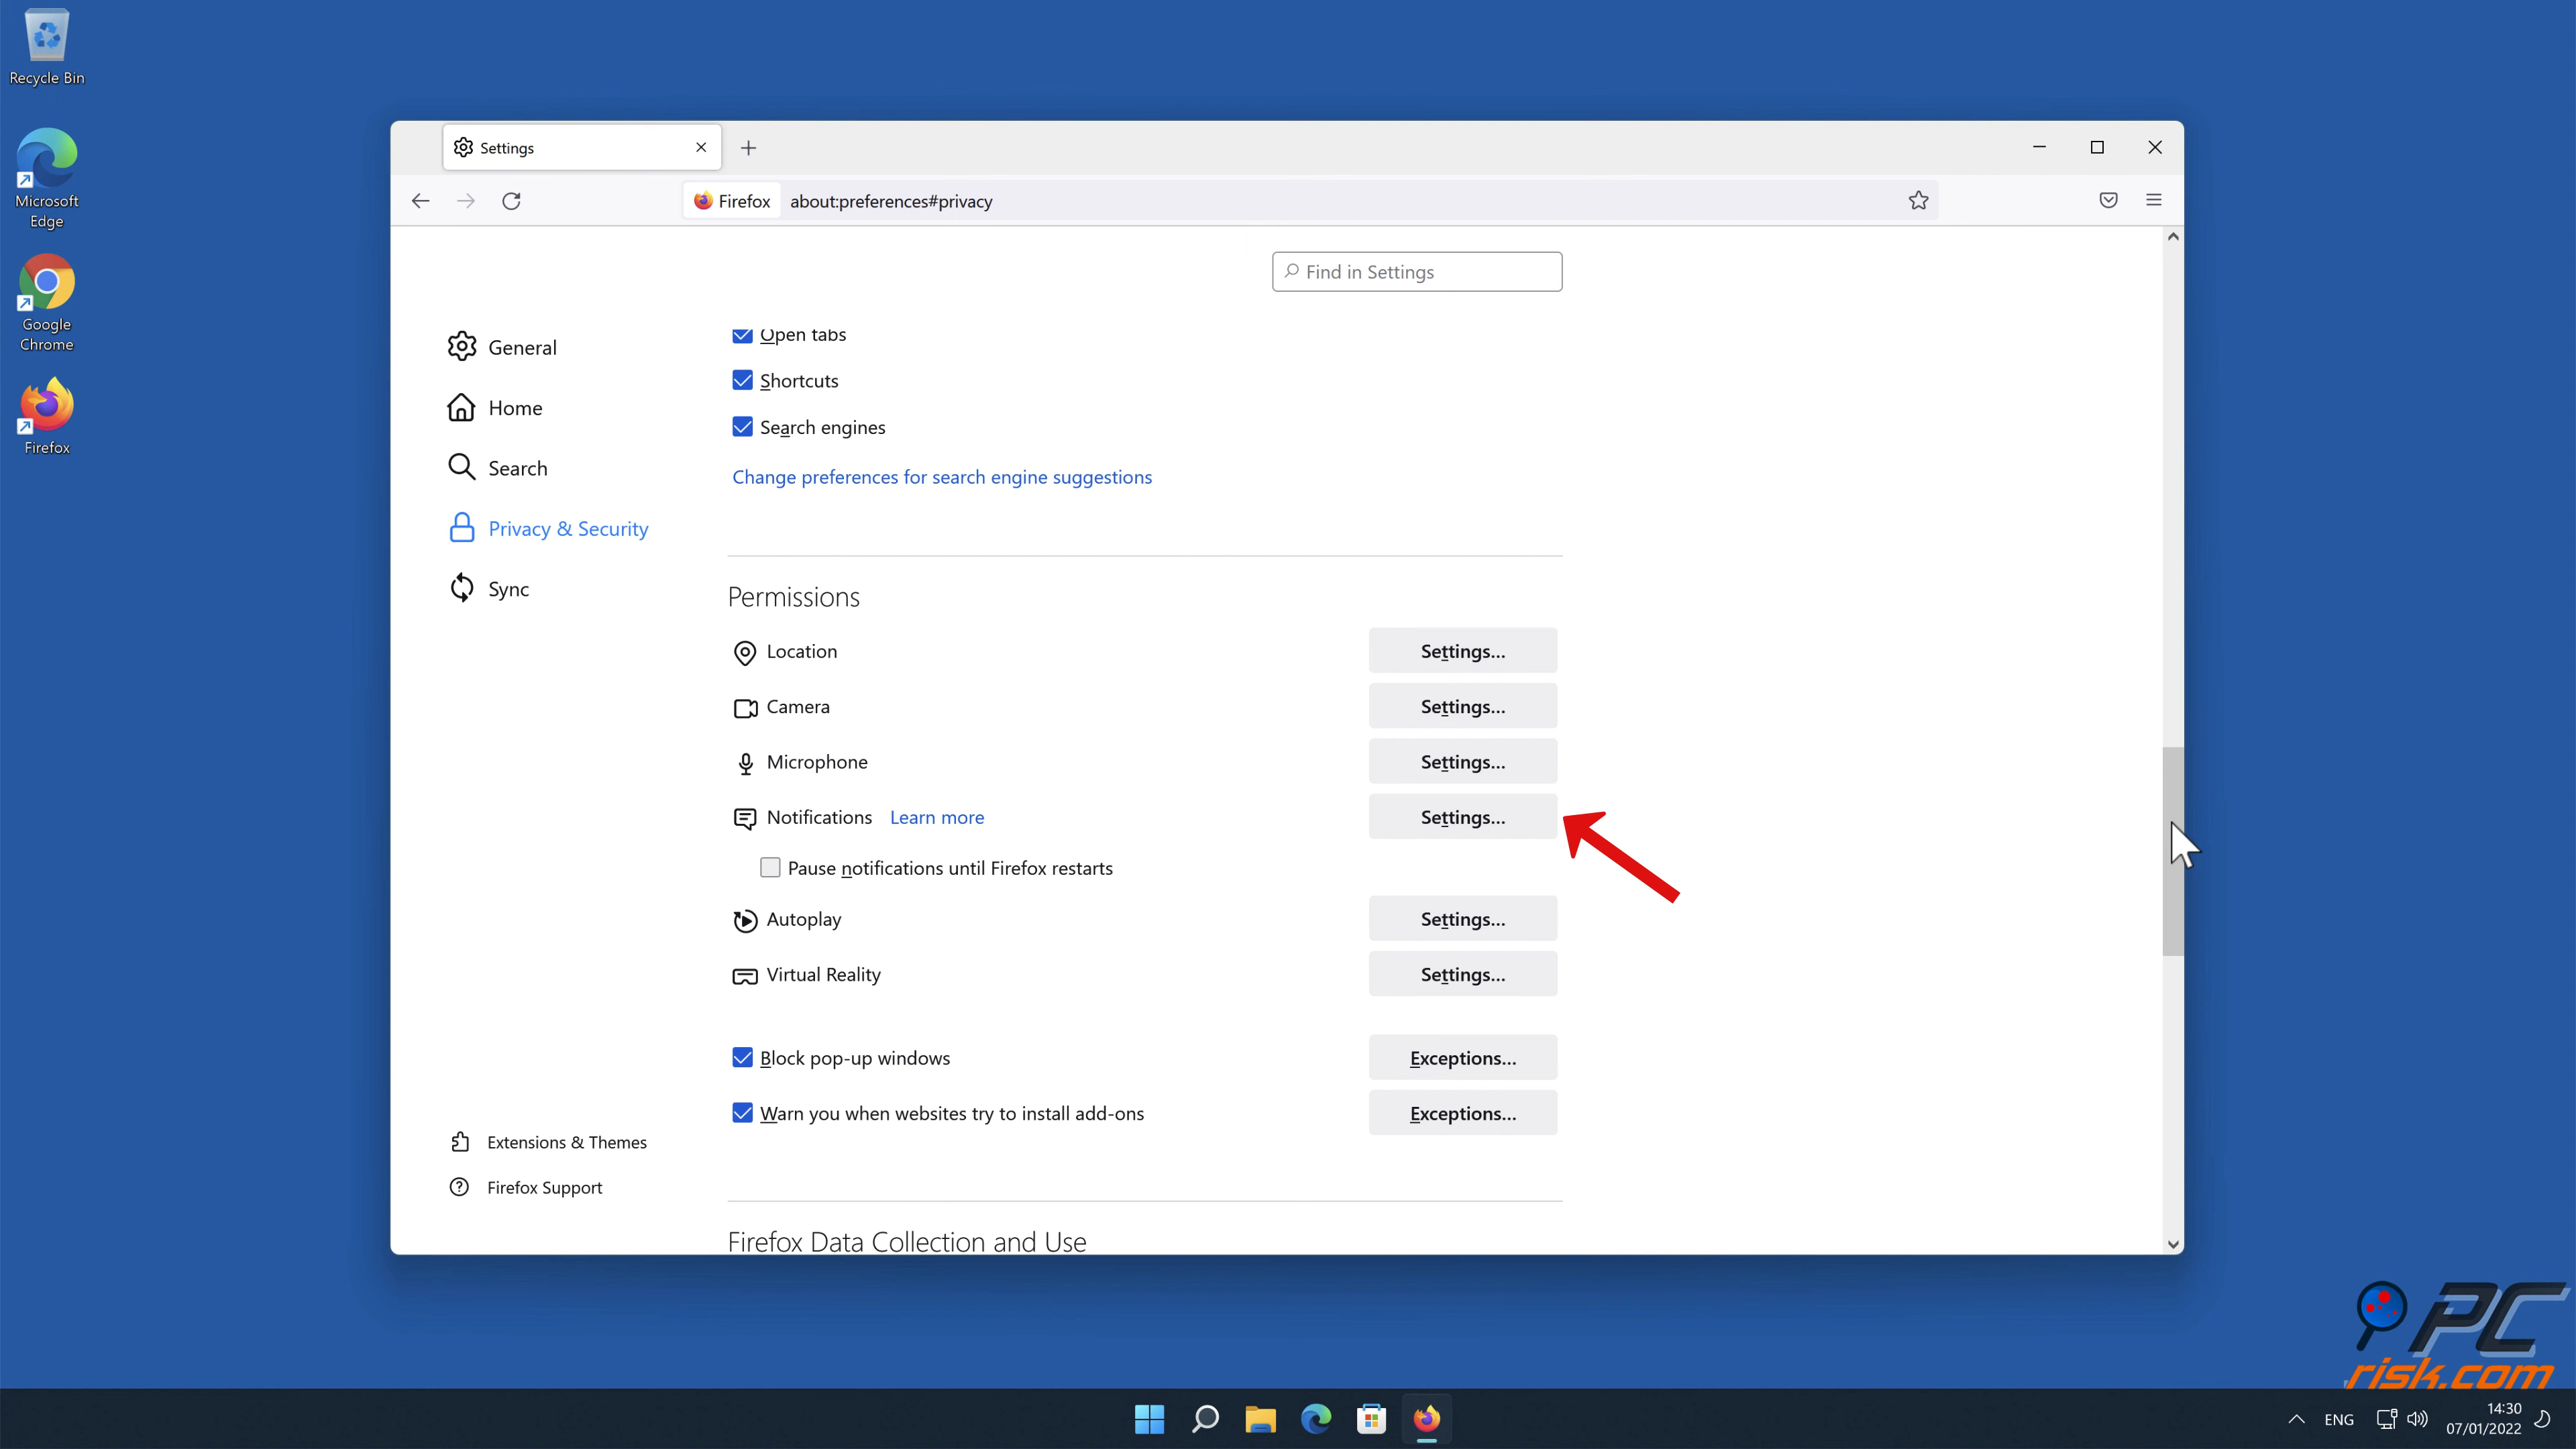 Recycle Bin
Microsoft
Edge
Google
Chrome
Firefox
Settings
Firefox about:preferences#privacy
Find in Settings
General
Home
Search
Privacy & Security
Sync
Extensions & Themes
Firefox Support
Open tabs
Shortcuts
Search engines
Change preferences for search engine suggestions
Permissions
Location Settings...
Camera Settings...
Microphone Settings...
Notifications Learn more Settings...
Pause notifications until Firefox restarts
Autoplay Settings...
Virtual Reality Settings...
Block pop-up windows Exceptions...
Warn you when websites try to install add-ons Exceptions...
Firefox Data Collection and Use
PC
risk.com
ENG
14:30
07/01/2022